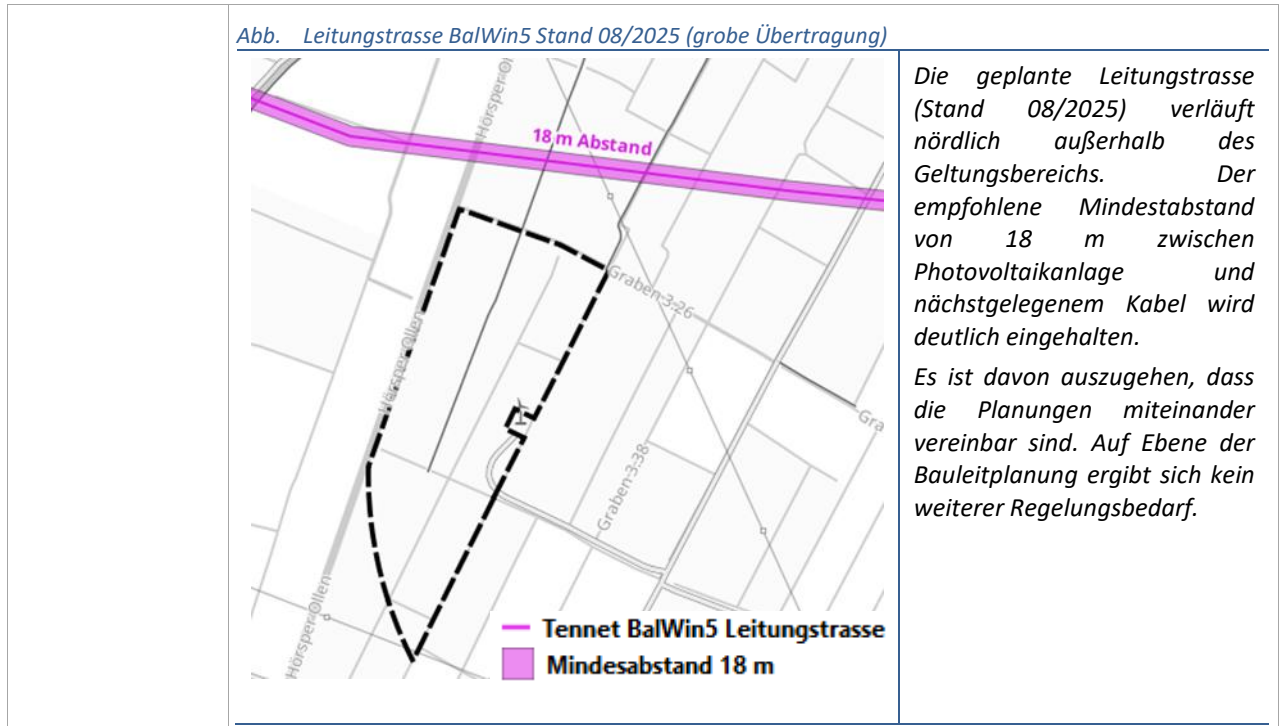 Abb. Leitungstrasse BalWin5 Stand 08/2025 (grobe Übertragung)
Hörsper Ol
18 m Abstand
Graben 3.26
Hörsper Ollen
Gra
Graben 3.38
Hörsper Ollen
Tennet BalWin5 Leitungstrasse
Mindesabstand 18 m
Die geplante Leitungstrasse
(Stand 08/2025) verläuft
nördlich außerhalb des
Geltungsbereichs. Der
empfohlene Mindestabstand
von 18 m zwischen
Photovoltaikanlage und
nächstgelegenem Kabel wird
deutlich eingehalten.
Es ist davon auszugehen, dass
die Planungen miteinander
vereinbar sind. Auf Ebene der
Bauleitplanung ergibt sich kein
weiterer Regelungsbedarf.